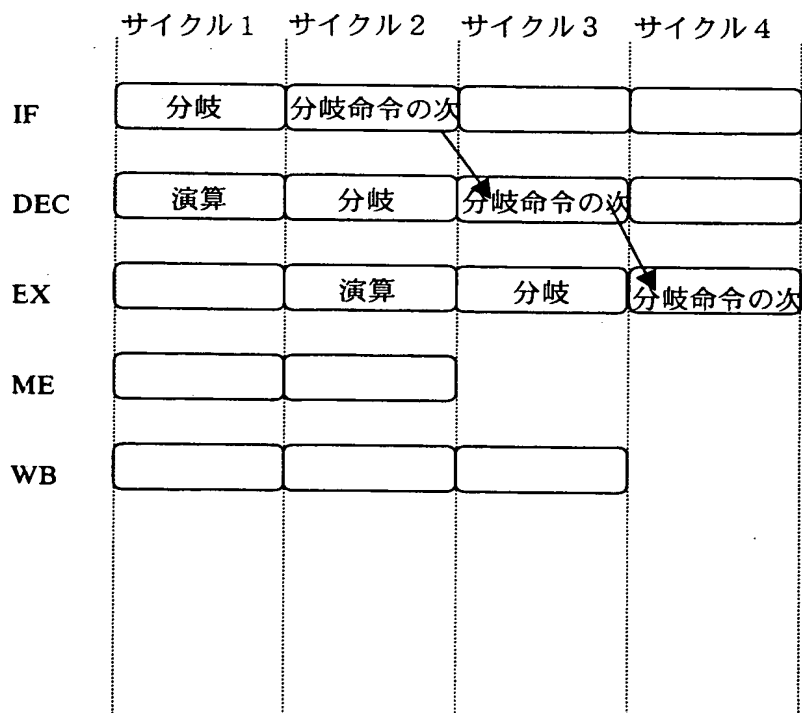 サイクル1 サイクル2 サイクル3 サイクル4
IF 分岐 分岐命令の次
DEC 演算 分岐 分岐命令の次
EX 演算 分岐 分岐命令の次
ME
WB